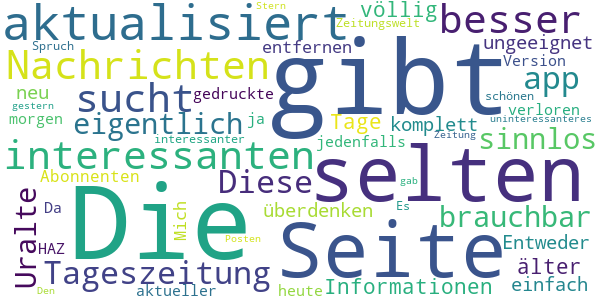 aktualisiert
Stern
Zeitungswelt
völlig
besser
Spruch
Nachrichten
entfernen
gibt
ungeeignet
Version
app
sucht
gedruckte
neu
gestern
morgen
eigentlich
ja
Tage
komplett
schönen
verloren
uninteressanteres
interessanter
jedenfalls
Zeitung
sinnlos
interessanten
Abonnenten
Diese
selten
gab
Uralte
Die
Da
Mich
überdenken
Es
brauchbar
HAZ
Posten
Seite
Entweder
Tageszeitung
älter
Den
aktueller
heute
Informationen
einfach